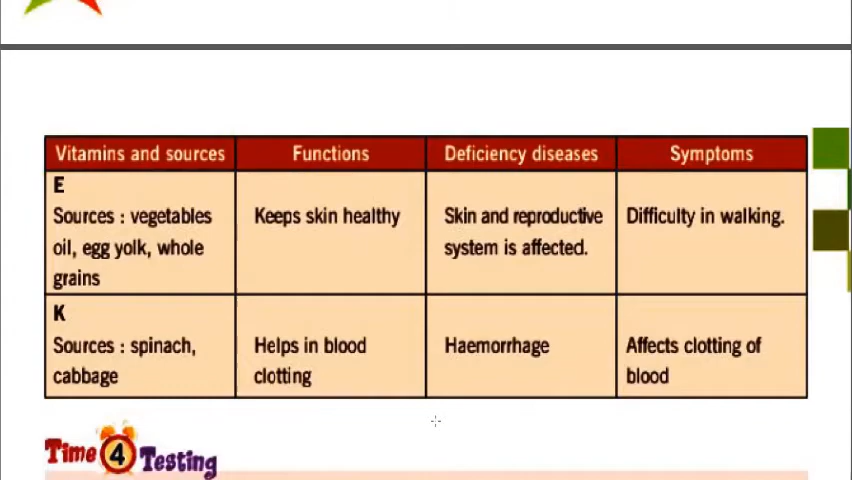 Vitamins and sources Functions Deficiency diseases Symptoms
E
Sources : vegetables
oil, egg yolk, whole
grains
Keeps skin healthy
Skin and reproductive
system is affected.
Difficulty in walking.
K
Sources : spinach,
cabbage
Helps in blood
clotting
Haemorrhage
Affects clotting of
blood
Time 4 Testing